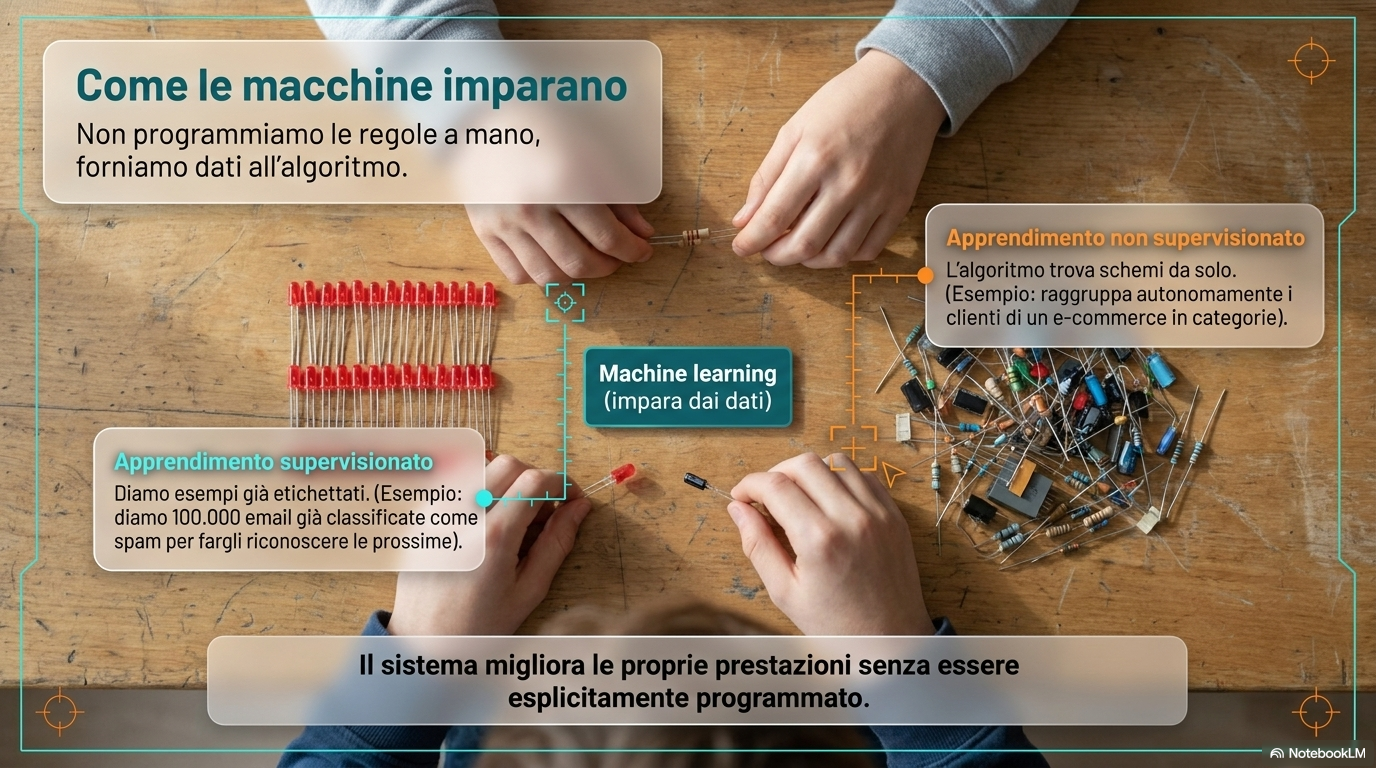 Come le macchine imparano
Non programmiamo le regole a mano,
forniamo dati all'algoritmo.
Apprendimento non supervisionato
L'algoritmo trova schemi da solo.
(Esempio: raggruppa autonomamente i
clienti di un e-commerce in categorie).
Machine learning
(impara dai dati)
Apprendimento supervisionato
Diamo esempi già etichettati. (Esempio:
diamo 100.000 email già classificate come
spam per fargli riconoscere le prossime).
Il sistema migliora le proprie prestazioni senza essere
esplicitamente programmato.
NotebookLM